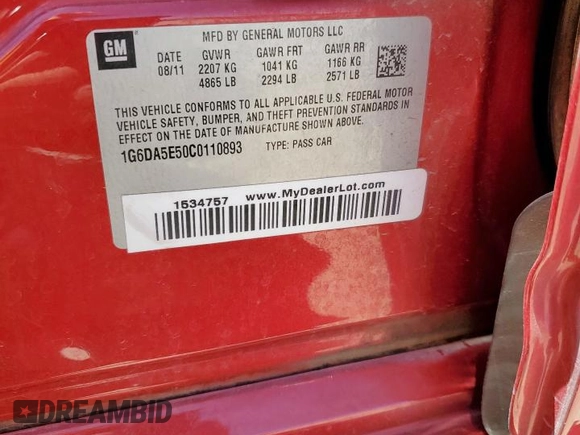 GM
MFD BY GENERAL MOTORS LLC
DATE GVWR GAWR FRT GAWR RR
08/11 2207 KG 1041 KG 1166 KG
4865 LB 2294 LB 2571 LB
THIS VEHICLE CONFORMS TO ALL APPLICABLE U.S. FEDERAL MOTOR
VEHICLE SAFETY, BUMPER, AND THEFT PREVENTION STANDARDS IN
EFFECT ON THE DATE OF MANUFACTURE SHOWN ABOVE.
1G6DA5E50C0110893 TYPE: PASS CAR
1534757 www.MyDealerLot.com
DREAMBID